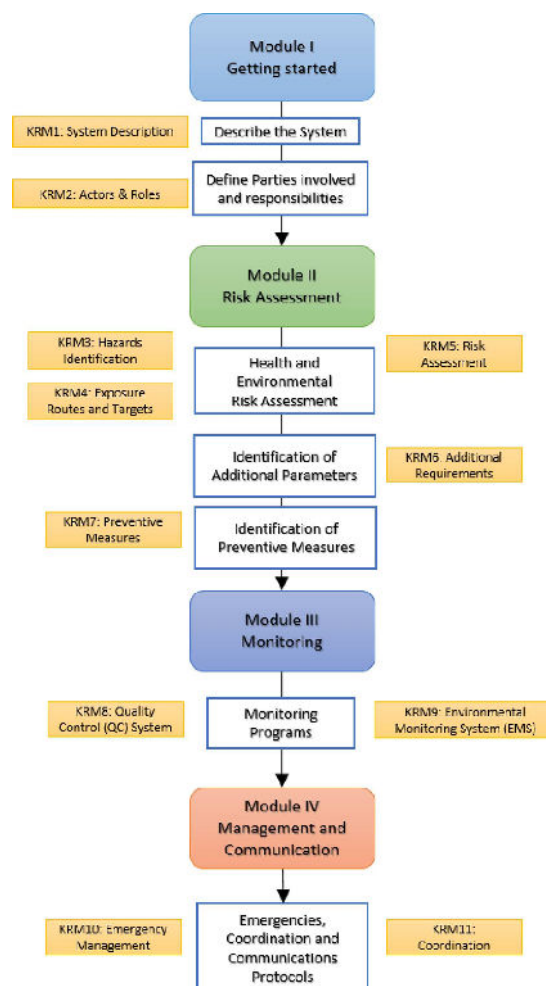 Module I
Getting started
KRM1: System Description
Describe the System
KRM2: Actors & Roles
Define Parties involved
and responsibilities
Module II
Risk Assessment
KRM3: Hazards
Identification
KRM4: Exposure
Routes and Targets
Health and
Environmental
Risk Assessment
KRM5: Risk
Assessment
Identification of
Additional Parameters
KRM6. Additional
Requirements
KRM7: Preventive
Measures
Identification of
Preventive Measures
Module III
Monitoring
KRM8: Quality
Control (QC) System
Monitoring
Programs
KRM9: Environmental
Monitoring System (EMS)
Module IV
Management and
Communication
KRM10: Emergency
Management
Emergencies,
Coordination and
Communications
Protocols
KRM11:
Coordination